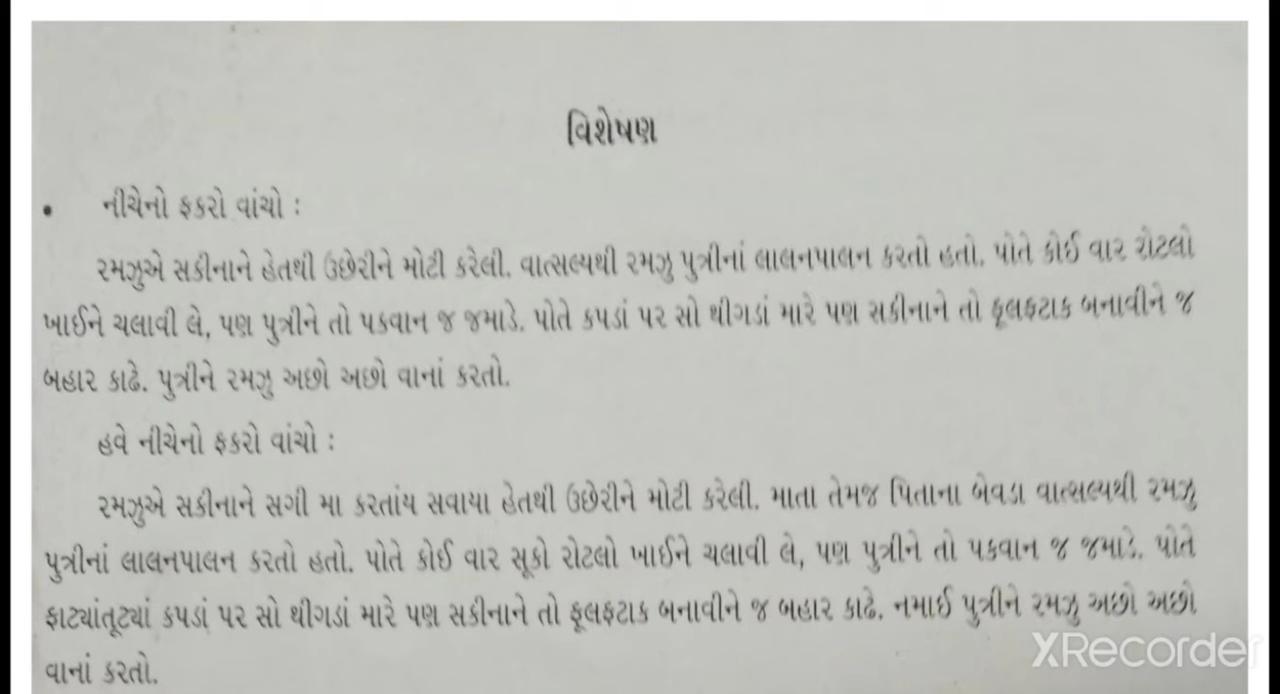 વિશેષણ
• નીચેનો ફકરો વાંચો :
રમઝુએ સકીનાને હેતથી ઉછેરીને મોટી કરેલી. વાત્સલ્યથી રમઝુ પુત્રીનાં લાલનપાલન કરતો હતો. પોતે કોઈ વાર રોટલો
ખાઈને ચલાવી લે, પણ પુત્રીને તો પકવાન જ જમાડે. પોતે કપડાં પર સો થીગડાં મારે પણ સકીનાને તો ફૂલફટાક બનાવીને જ
બહાર કાઢે. પુત્રીને રમઝુ અછો અછો વાનાં કરતો.
હવે નીચેનો ફકરો વાંચો :
રમઝુએ સકીનાને સગી મા કરતાંય સવાયા હેતથી ઉછેરીને મોટી કરેલી. માતા તેમજ પિતાના બેવડા વાત્સલ્યથી રમઝુ
પુત્રીનાં લાલનપાલન કરતો હતો. પોતે કોઈ વાર સૂકો રોટલો ખાઈને ચલાવી લે, પણ પુત્રીને તો પકવાન જ જમાડે. પોતે
ફાટ્યાંતૂટ્યાં કપડાં પર સો થીગડાં મારે પણ સકીનાને તો ફૂલફટાક બનાવીને જ બહાર કાઢે. નમાઈ પુત્રીને રમઝુ અછો અછો
વાનાં કરતો.
XRecorder